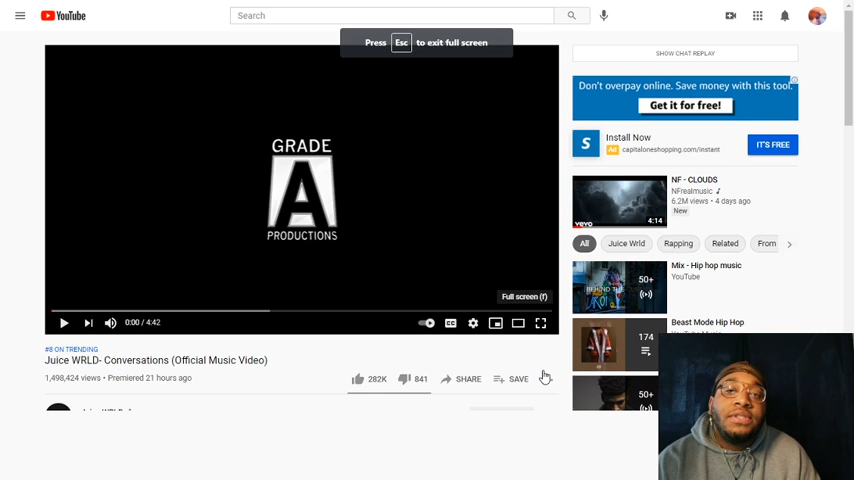 YouTube
Search
Press Esc to exit full screen
GRADE
A
PRODUCTIONS
Full screen (f)
0:00 / 4:42
CC
#8 ON TRENDING
Juice WRLD- Conversations (Official Music Video)
1,498,424 views • Premiered 21 hours ago
282K
841
SHARE
SAVE
SHOW CHAT REPLAY
Don't overpay online. Save money with this tool.
Get it for free!
S
Install Now
Ad capitaloneshopping.com/instant
IT'S FREE
vevo
4:14
NF - CLOUDS
NFrealmusic
6.2M views • 4 days ago
New
All
Juice Wrld
Rapping
Related
From
BEHIND THE
50+
Mix - Hip hop music
YouTube
174
Beast Mode Hip Hop
50+